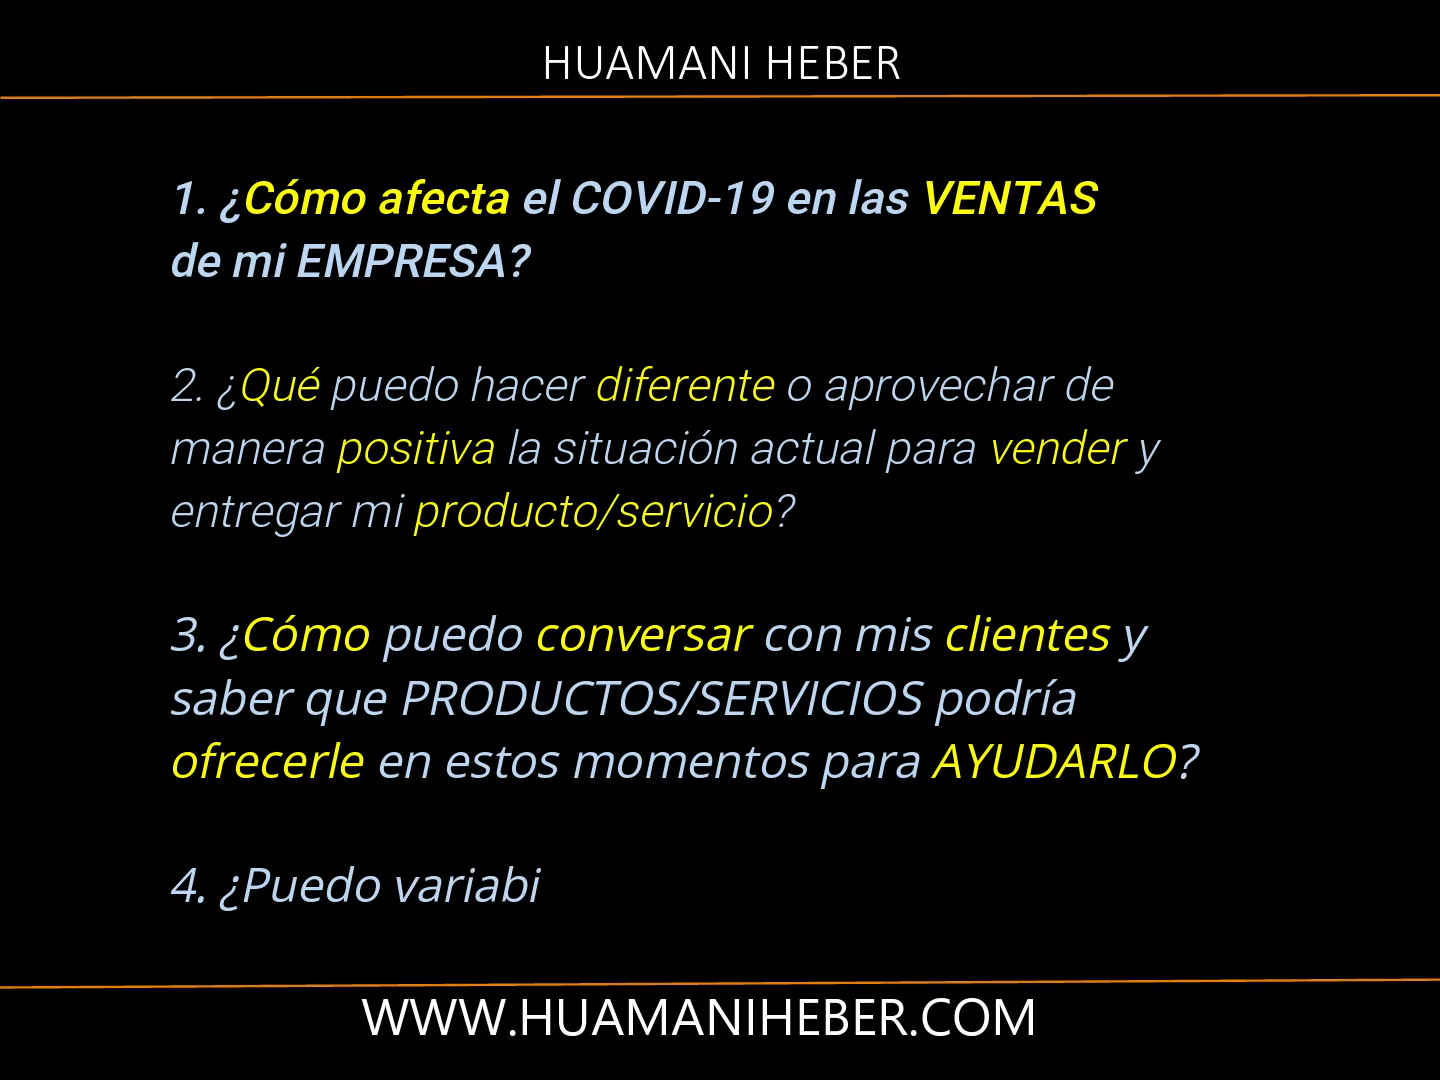 HUAMANI HEBER
1. ¿Cómo afecta el COVID-19 en las VENTAS
de mi EMPRESA?
2. ¿Qué puedo hacer diferente o aprovechar de
manera positiva la situación actual para vender y
entregar mi producto/servicio?
3. ¿Cómo puedo conversar con mis clientes y
saber que PRODUCTOS/SERVICIOS podría
ofrecerle en estos momentos para AYUDARLO?
4. ¿Puedo variabi
WWW.HUAMANIHEBER.COM